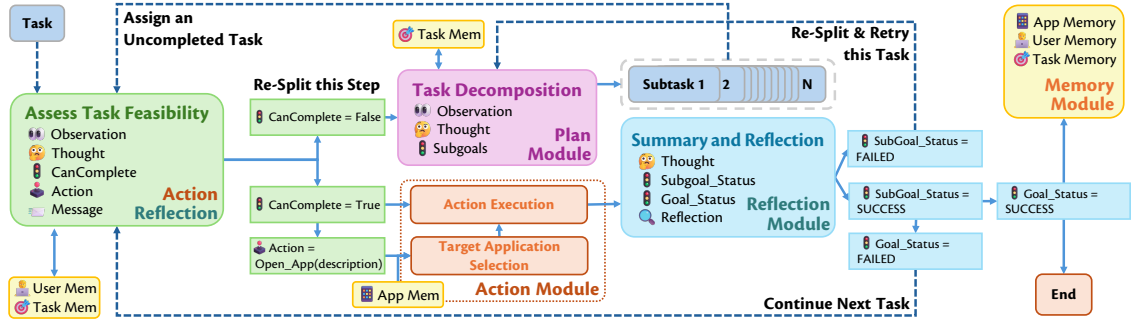 Task
Assign an
Uncompleted Task
Task Mem
Re-Split & Retry
this Task
App Memory
User Memory
Task Memory
Memory
Module
Re-Split this Step
Assess Task Feasibility
Observation
Thought
CanComplete
Action
Message
Action
Reflection
CanComplete = False
Task Decomposition
Observation
Thought
Subgoals
Plan
Module
Subtask 1
2
N
Summary and Reflection
Thought
Subgoal_Status
Goal_Status
Reflection
Reflection
Module
SubGoal_Status =
FAILED
CanComplete = True
Action Execution
SubGoal_Status =
SUCCESS
Goal_Status =
SUCCESS
Action =
Open_App(description)
Target Application
Selection
Goal_Status =
FAILED
User Mem
Task Mem
App Mem
Action Module
Continue Next Task
End